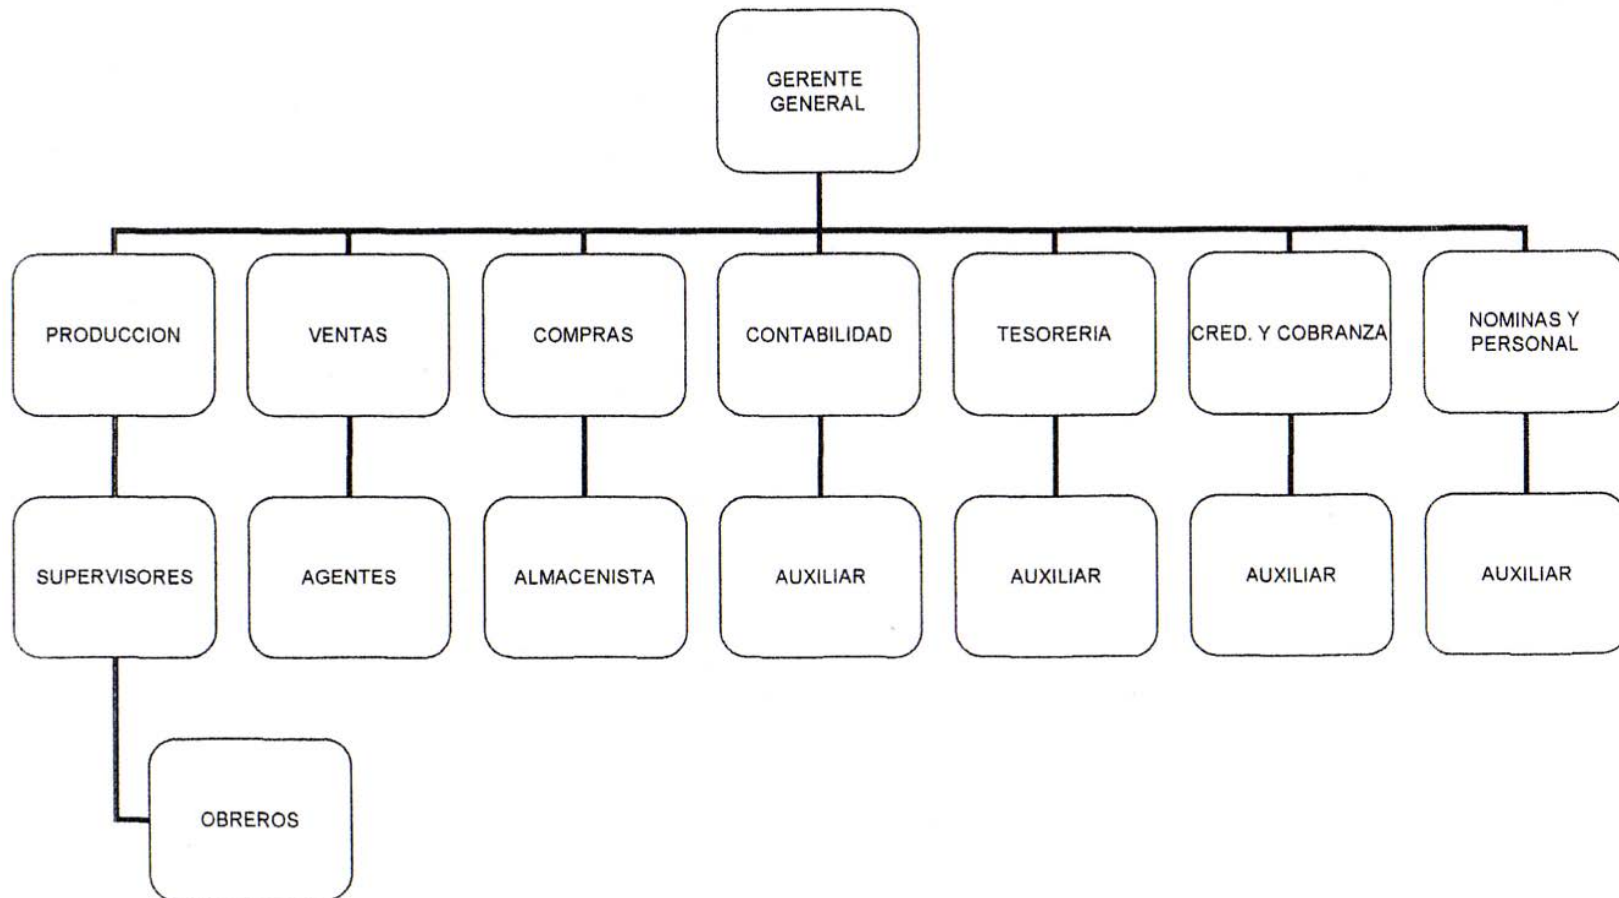 GERENTE
GENERAL
PRODUCCION
VENTAS
COMPRAS
CONTABILIDAD
TESORERIA
CRED. Y COBRANZA
NOMINAS Y
PERSONAL
SUPERVISORES
AGENTES
ALMACENISTA
AUXILIAR
AUXILIAR
AUXILIAR
AUXILIAR
OBREROS